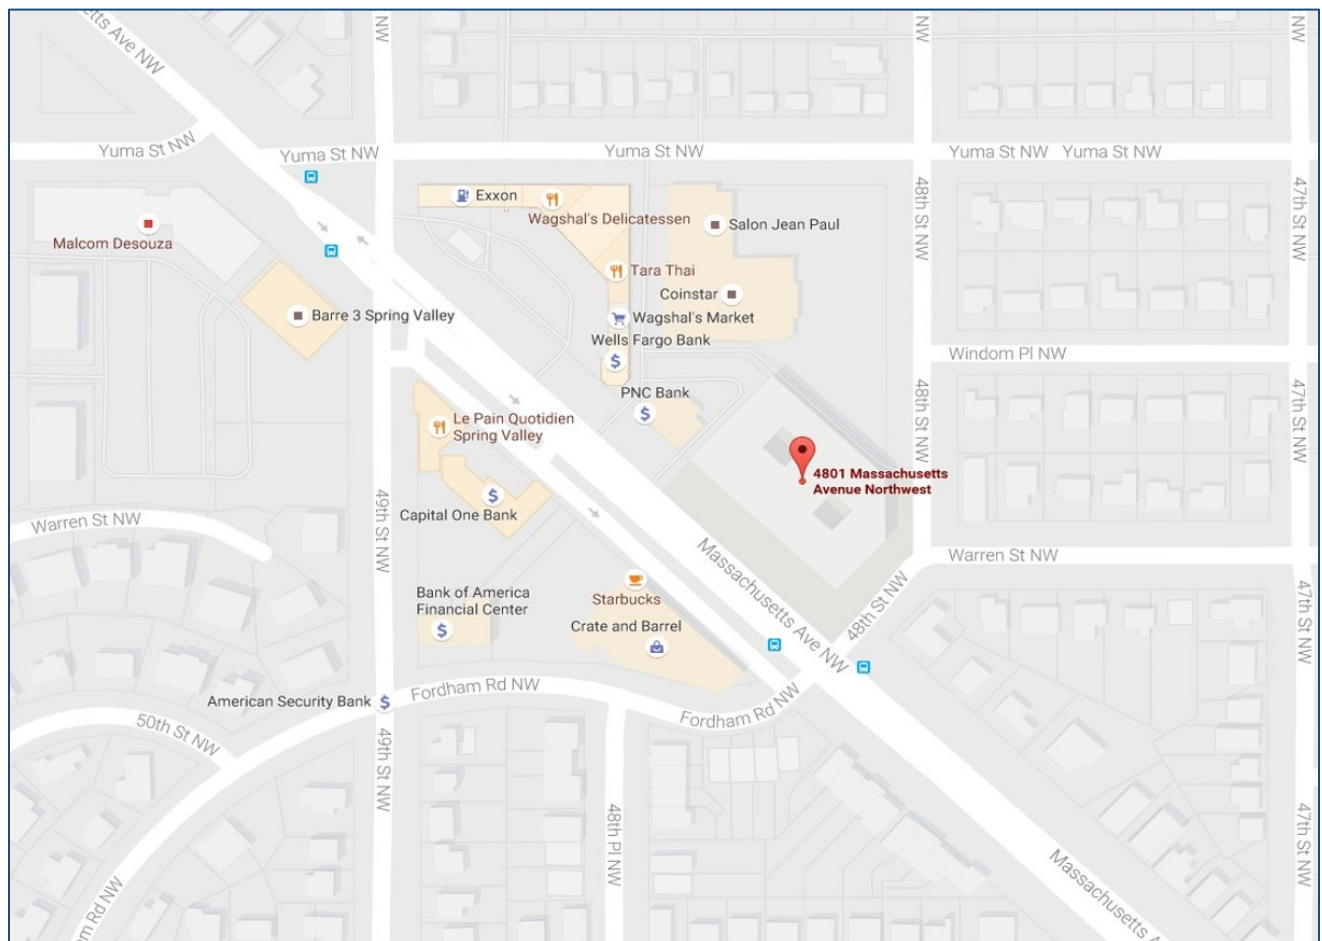 etts Ave NW
NW
NW
NW
Yuma St NW
Yuma St NW
Yuma St NW
Yuma St NW
Yuma St NW
Exxon
Wagshal's Delicatessen
Salon Jean Paul
Malcom Desouza
48th St NW
47th St NW
Tara Thai
Coinstar
Barre 3 Spring Valley
Wagshal's Market
Wells Fargo Bank
Windom Pl NW
PNC Bank
48th St NW
47th St NW
Le Pain Quotidien
Spring Valley
4801 Massachusetts
Avenue Northwest
Capital One Bank
49th St NW
Warren St NW
Warren St NW
Massachusetts Ave NW
48th St NW
47th St NW
Bank of America
Financial Center
Starbucks
Crate and Barrel
American Security Bank
Fordham Rd NW
Fordham Rd NW
50th St NW
49th St NW
48th Pl NW
47th St NW
Massachusetts A
m Rd NW